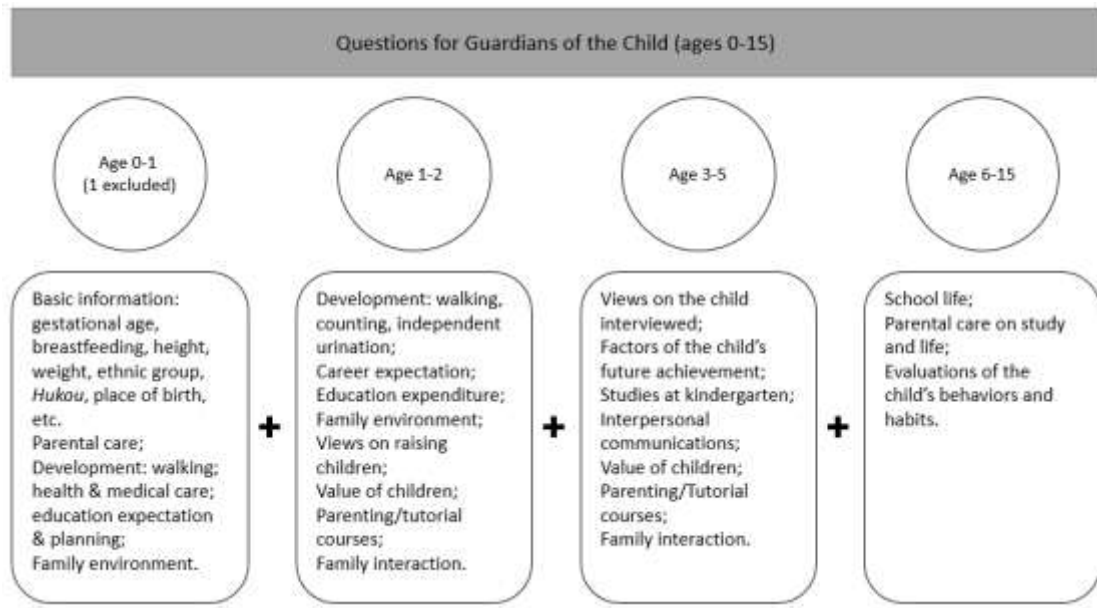 Questions for Guardians of the Child (ages 0-15)
Age 0-1
(1 excluded)
Age 1-2
Age 3-5
Age 6-15
Basic information:
gestational age,
breastfeeding, height,
weight, ethnic group,
Hukou, place of birth,
etc.
Parental care;
Development: walking;
health & medical care;
education expectation
& planning;
Family environment.
+
Development: walking,
counting, independent
urination;
Career expectation;
Education expenditure;
Family environment;
Views on raising
children;
Value of children;
Parenting/tutorial
courses;
Family interaction.
+
Views on the child
interviewed;
Factors of the child's
future achievement;
Studies at kindergarten;
Interpersonal
communications;
Value of children;
Parenting/Tutorial
courses;
Family interaction.
+
School life;
Parental care on study
and life;
Evaluations of the
child's behaviors and
habits.